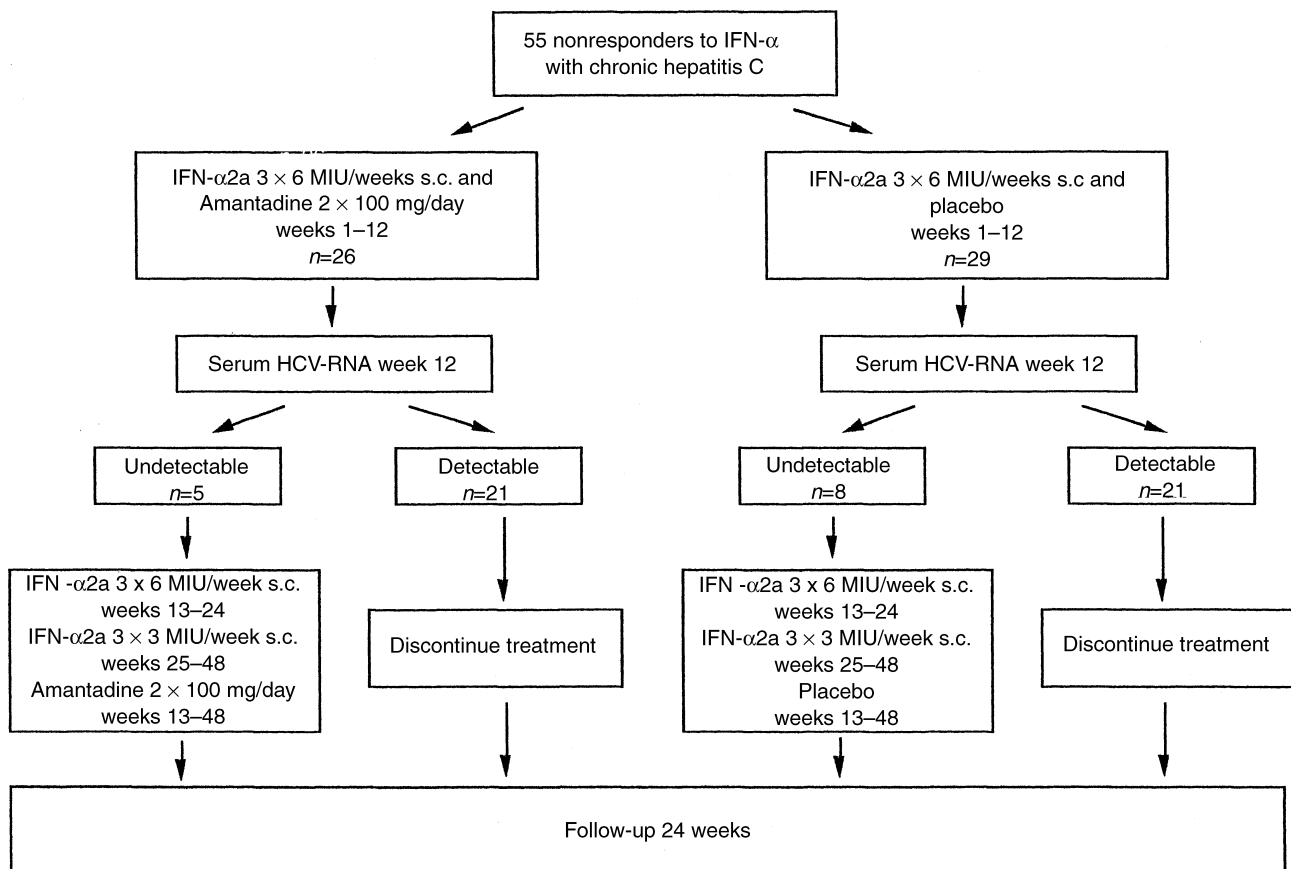 55 nonresponders to IFN-α
with chronic hepatitis C
IFN-α2a 3 × 6 MIU/weeks s.c. and
Amantadine 2 × 100 mg/day
weeks 1–12
n=26
IFN-α2a 3 × 6 MIU/weeks s.c and
placebo
weeks 1–12
n=29
Serum HCV-RNA week 12
Serum HCV-RNA week 12
Undetectable
n=5
Detectable
n=21
Undetectable
n=8
Detectable
n=21
IFN -α2a 3 x 6 MIU/week s.c.
weeks 13–24
IFN-α2a 3 × 3 MIU/week s.c.
weeks 25–48
Amantadine 2 × 100 mg/day
weeks 13–48
Discontinue treatment
IFN -α2a 3 x 6 MIU/week s.c.
weeks 13–24
IFN-α2a 3 × 3 MIU/week s.c.
weeks 25–48
Placebo
weeks 13–48
Discontinue treatment
Follow-up 24 weeks